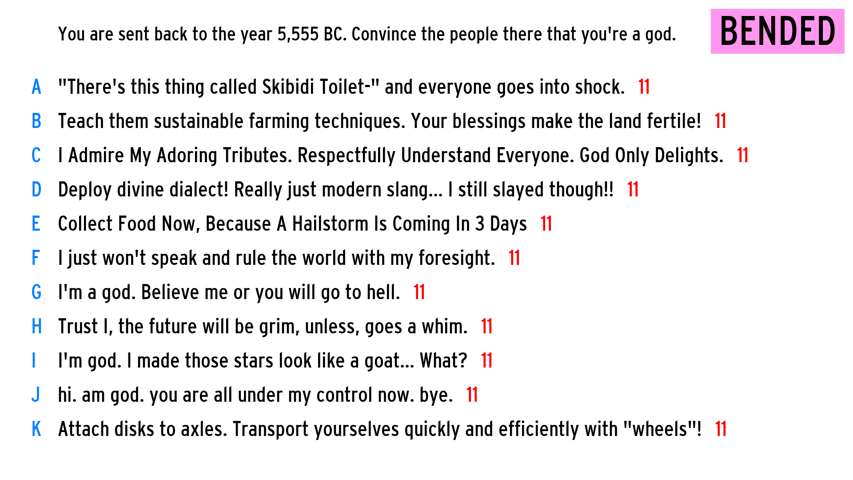 You are sent back to the year 5,555 BC. Convince the people there that you're a god.
BENDED
A "There's this thing called Skibidi Toilet-" and everyone goes into shock. 11
B Teach them sustainable farming techniques. Your blessings make the land fertile! 11
C I Admire My Adoring Tributes. Respectfully Understand Everyone. God Only Delights. 11
D Deploy divine dialect! Really just modern slang... I still slayed though!! 11
E Collect Food Now, Because A Hailstorm Is Coming In 3 Days 11
F I just won't speak and rule the world with my foresight. 11
G I'm a god. Believe me or you will go to hell. 11
H Trust I, the future will be grim, unless, goes a whim. 11
I I'm god. I made those stars look like a goat... What? 11
J hi. am god. you are all under my control now. bye. 11
K Attach disks to axles. Transport yourselves quickly and efficiently with "wheels"! 11